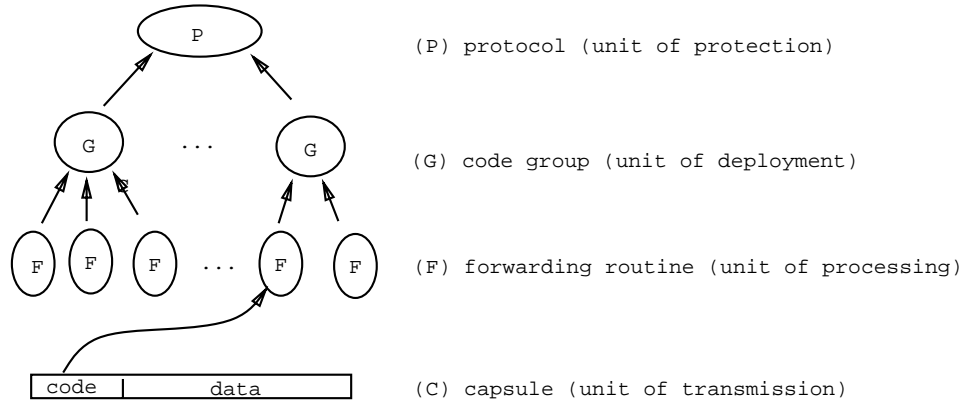 P (P) protocol (unit of protection)
G ... G (G) code group (unit of deployment)
F F F ... F F (F) forwarding routine (unit of processing)
code data (C) capsule (unit of transmission)